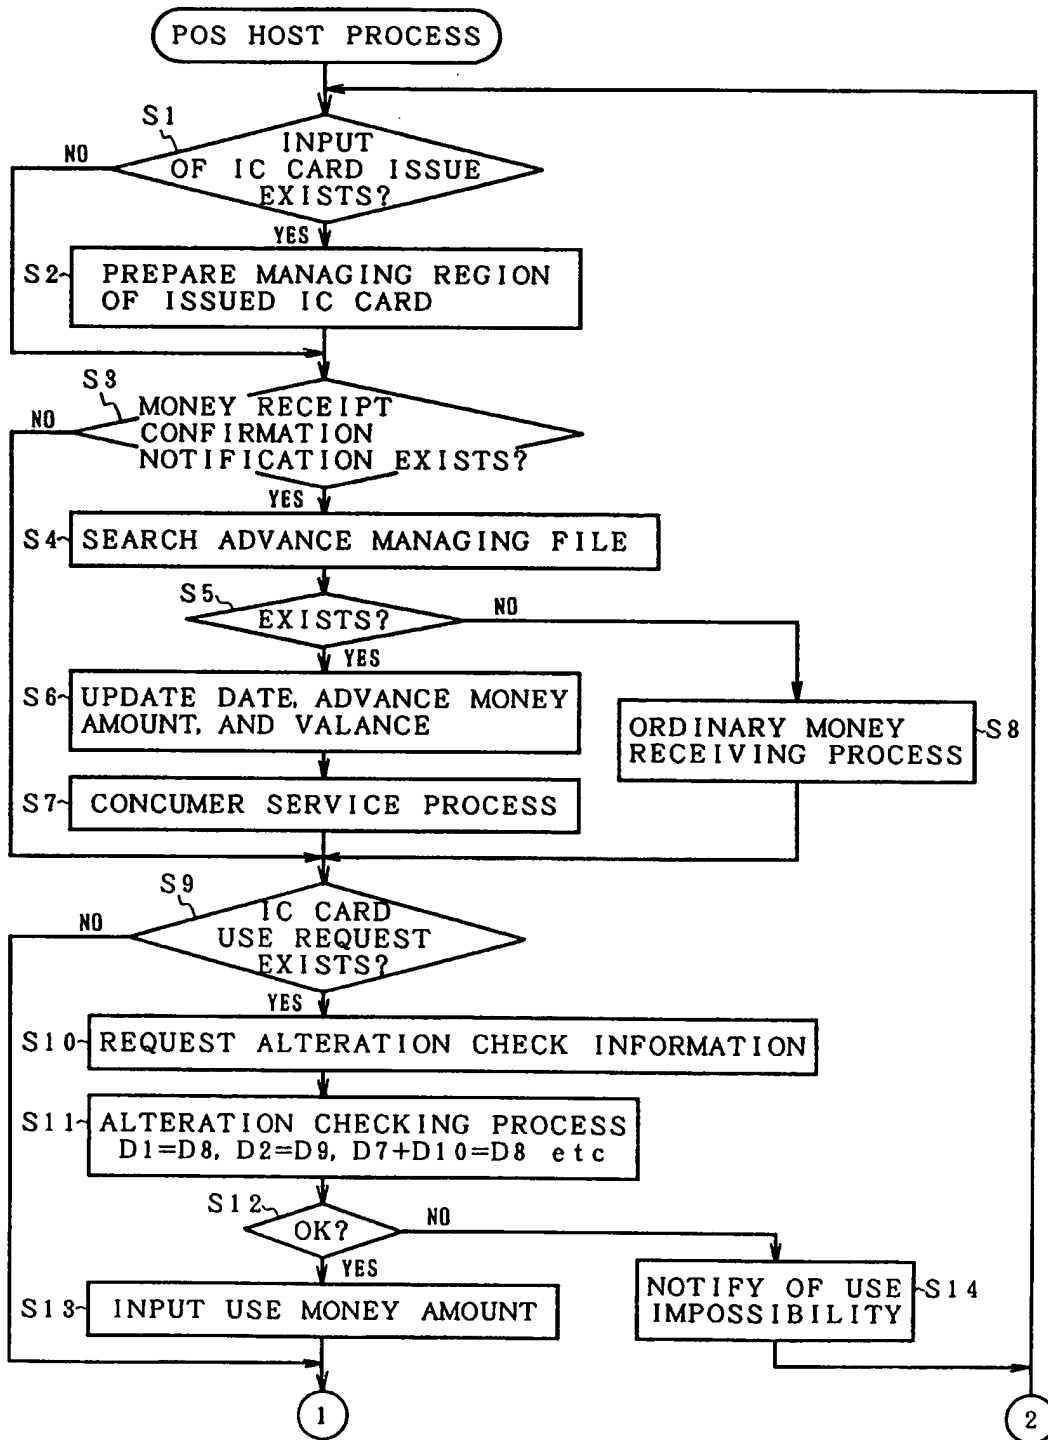 POS HOST PROCESS
S1
INPUT
OF IC CARD ISSUE
EXISTS?
NO
YES
S2
PREPARE MANAGING REGION
OF ISSUED IC CARD
S3
MONEY RECEIPT
CONFIRMATION
NOTIFICATION EXISTS?
NO
YES
S4
SEARCH ADVANCE MANAGING FILE
S5
EXISTS?
NO
YES
S6
UPDATE DATE, ADVANCE MONEY
AMOUNT, AND VALANCE
ORDINARY MONEY
RECEIVING PROCESS
S8
S7
CONCUMER SERVICE PROCESS
S9
IC CARD
USE REQUEST
EXISTS?
NO
YES
S10
REQUEST ALTERATION CHECK INFORMATION
S11
ALTERATION CHECKING PROCESS
D1=D8, D2=D9, D7+D10=D8 etc
S12
OK?
NO
YES
S13
INPUT USE MONEY AMOUNT
NOTIFY OF USE
IMPOSSIBILITY
S14
1
2